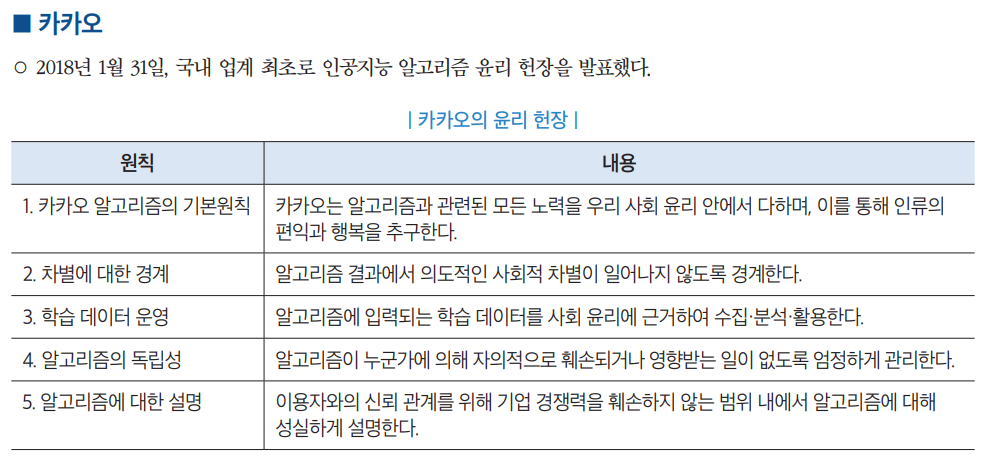 ■ 카카오
○ 2018년 1월 31일, 국내 업계 최초로 인공지능 알고리즘 윤리 헌장을 발표했다.
| 카카오의 윤리 헌장 |
원칙 내용
1. 카카오 알고리즘의 기본원칙 카카오는 알고리즘과 관련된 모든 노력을 우리 사회 윤리 안에서 다하며, 이를 통해 인류의
편익과 행복을 추구한다.
2. 차별에 대한 경계 알고리즘 결과에서 의도적인 사회적 차별이 일어나지 않도록 경계한다.
3. 학습 데이터 운영 알고리즘에 입력되는 학습 데이터를 사회 윤리에 근거하여 수집·분석·활용한다.
4. 알고리즘의 독립성 알고리즘이 누군가에 의해 자의적으로 훼손되거나 영향받는 일이 없도록 엄정하게 관리한다.
5. 알고리즘에 대한 설명 이용자와의 신뢰 관계를 위해 기업 경쟁력을 훼손하지 않는 범위 내에서 알고리즘에 대해
성실하게 설명한다.